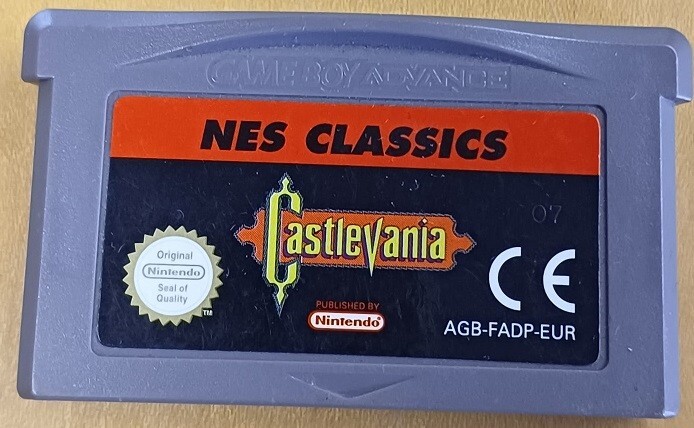 GAME BOY ADVANCE
NES CLASSICS
Castlevania
07
Original
Nintendo
Seal of
Quality
TM
PUBLISHED BY
Nintendo
CE
AGB-FADP-EUR